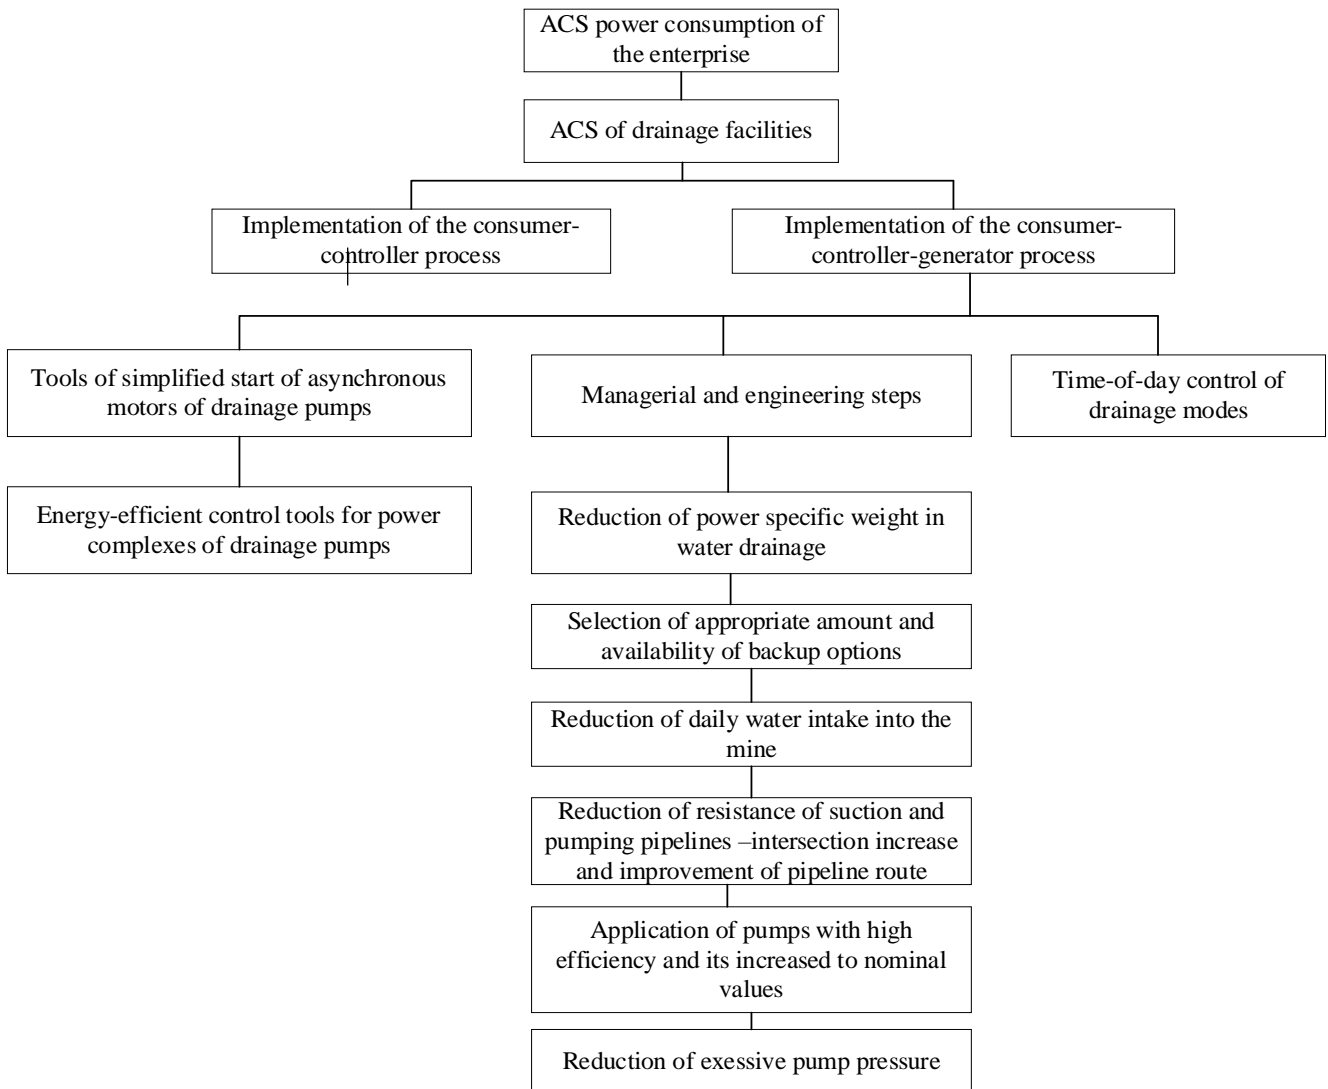 ACS power consumption of
the enterprise
ACS of drainage facilities
Implementation of the consumer-
controller process
Implementation of the consumer-
controller-generator process
Tools of simplified start of asynchronous
motors of drainage pumps
Managerial and engineering steps
Time-of-day control of
drainage modes
Energy-efficient control tools for power
complexes of drainage pumps
Reduction of power specific weight in
water drainage
Selection of appropriate amount and
availability of backup options
Reduction of daily water intake into the
mine
Reduction of resistance of suction and
pumping pipelines –intersection increase
and improvement of pipeline route
Application of pumps with high
efficiency and its increased to nominal
values
Reduction of exessive pump pressure